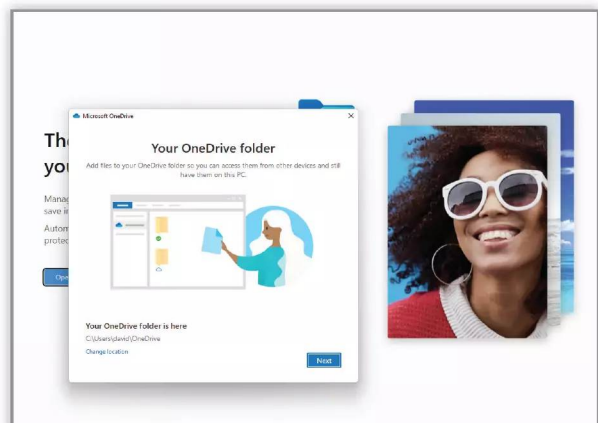 Microsoft OneDrive
Your OneDrive folder
Add files to your OneDrive folder so you can access them from other devices and still
have them on this PC.
Your OneDrive folder is here
C:\Users\david\OneDrive
Change location
Next